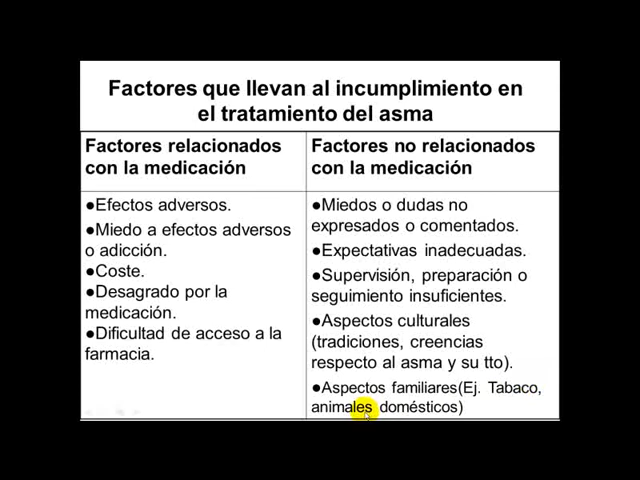 Factores que llevan al incumplimiento en
el tratamiento del asma
Factores relacionados
con la medicación
●Efectos adversos.
●Miedo a efectos adversos
o adicción.
●Coste.
●Desagrado por la
medicación.
●Dificultad de acceso a la
farmacia.
Factores no relacionados
con la medicación
●Miedos o dudas no
expresados o comentados.
●Expectativas inadecuadas.
●Supervisión, preparación o
seguimiento insuficientes.
●Aspectos culturales
(tradiciones, creencias
respecto al asma y su tto).
●Aspectos familiares(Ej. Tabaco,
animales domésticos)